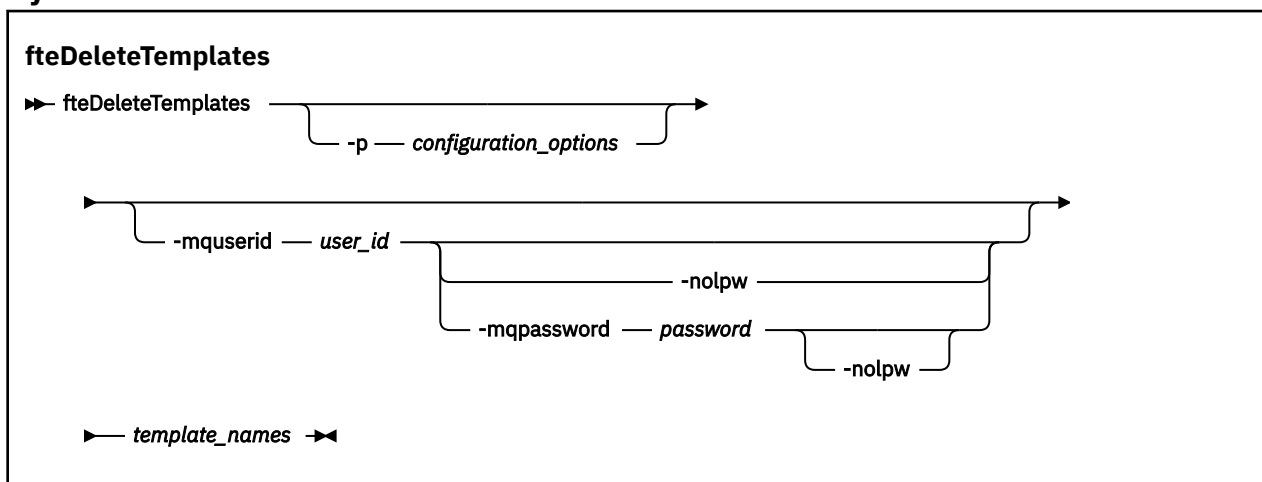 fteDeleteTemplates
fteDeleteTemplates
-p configuration_options
-mquserid user_id
-nolpw
-mqpassword password
-nolpw
template_names